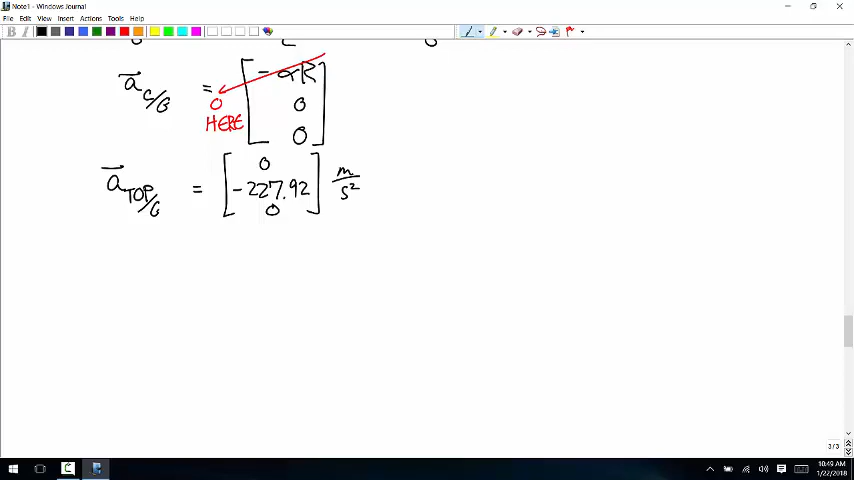 Note1 - Windows Journal
File Edit View Insert Actions Tools Help
a C/G = [ -αR
0
0 ]
0
HERE
a TOP/G = [ 0
-227.92
0 ] m/s²
3/3
10:49 AM
1/22/2018